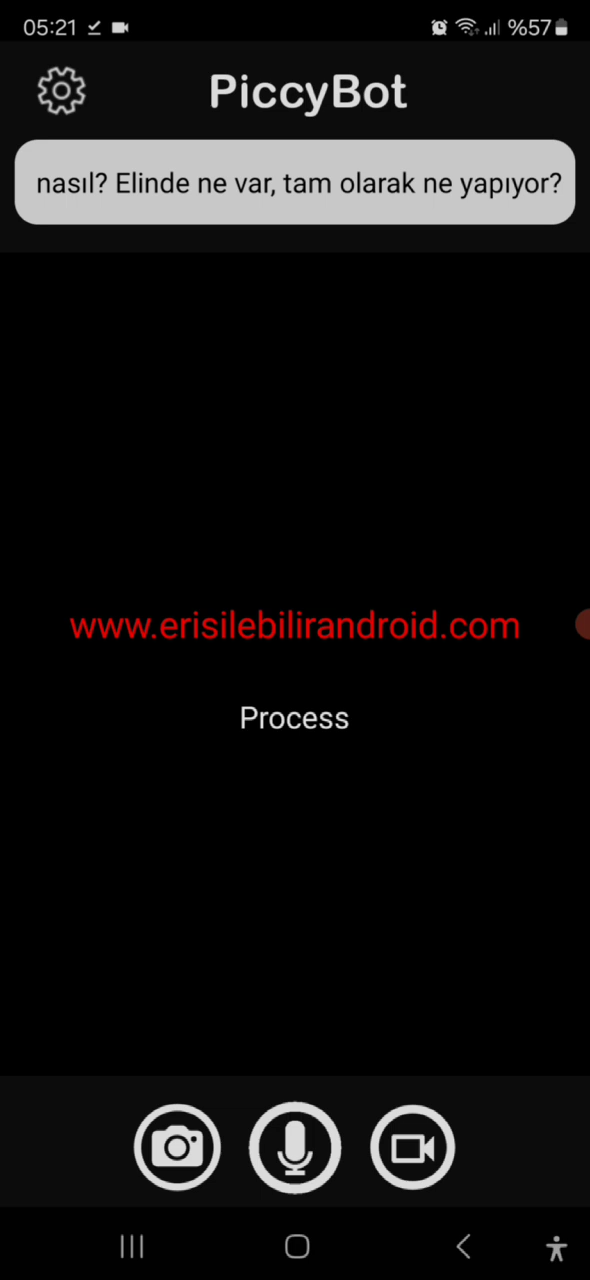 05:21 %57
PiccyBot
nasıl? Elinde ne var, tam olarak ne yapıyor?
www.erisilebilirandroid.com
Process